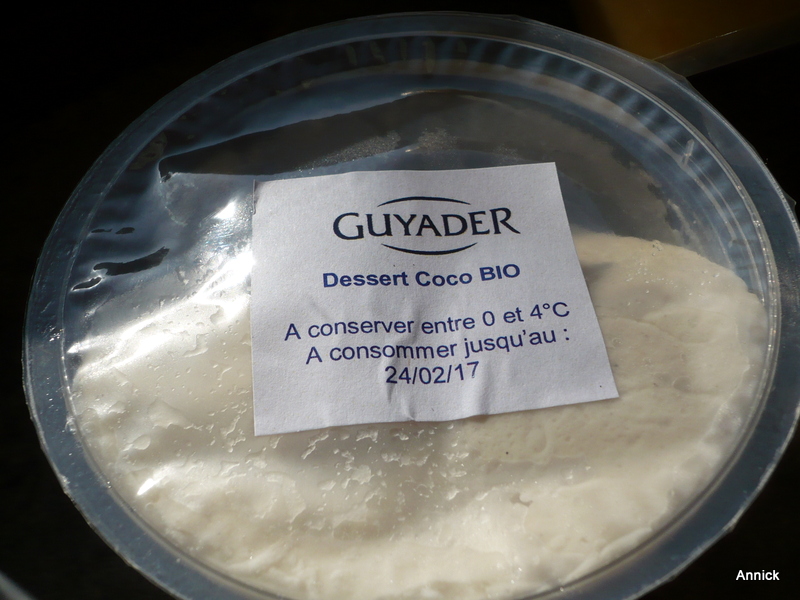 GUYADER
Dessert Coco BIO
A conserver entre 0 et 4°C
A consommer jusqu'au :
24/02/17
Annick